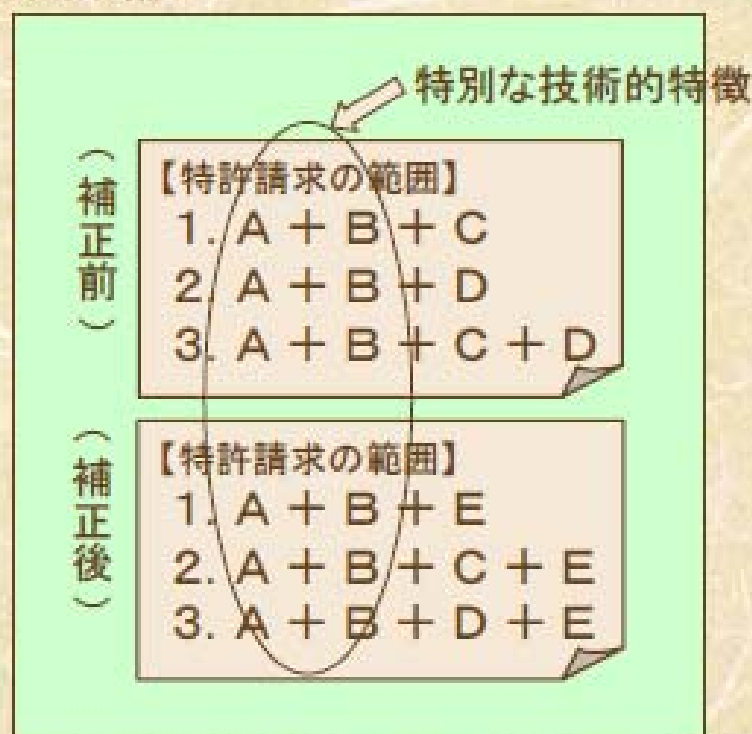 特別な技術的特徴
(補正前)
【特許請求の範囲】
1. A+B+C
2. A+B+D
3. A+B+C+D
(補正後)
【特許請求の範囲】
1. A+B+E
2. A+B+C+E
3. A+B+D+E